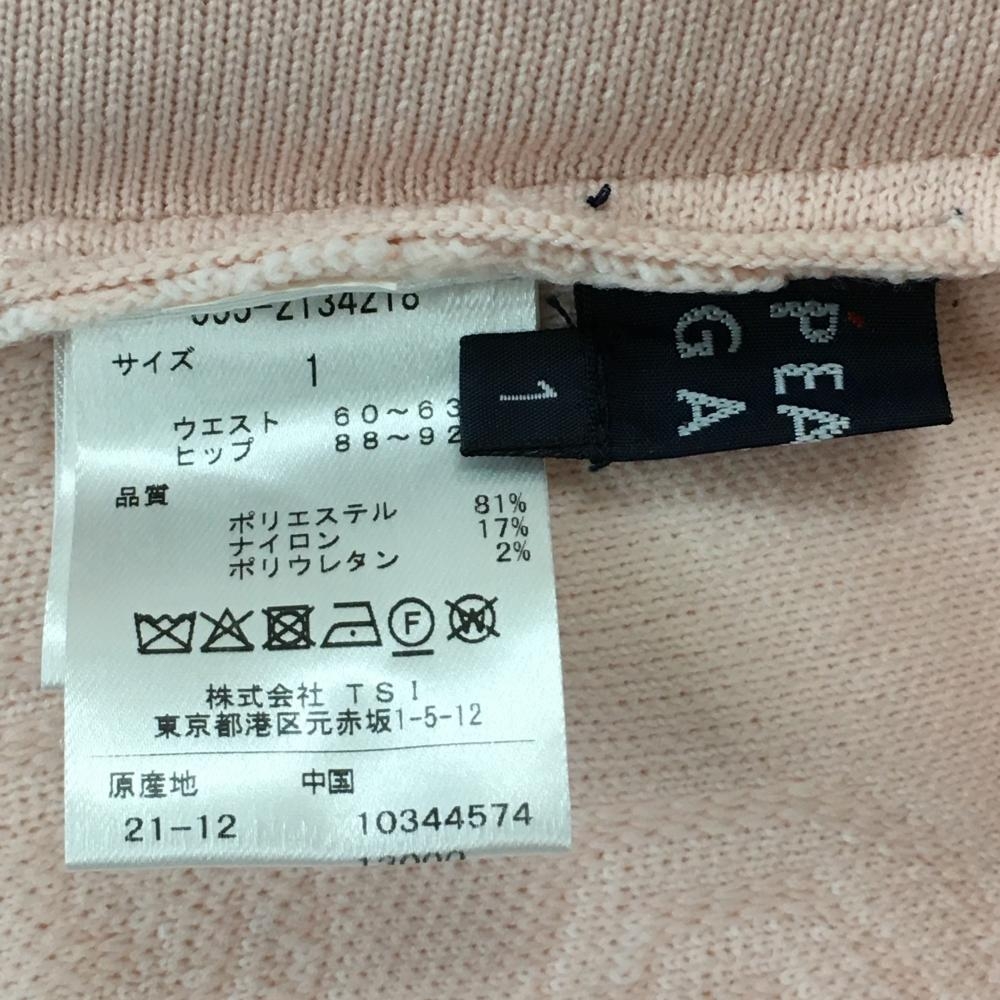 055-2134218
サイズ 1
ウエスト 60～63
ヒップ 88～92
品質
ポリエステル 81%
ナイロン 17%
ポリウレタン 2%
F
W
株式会社 TSI
東京都港区元赤坂1-5-12
原産地 中国
21-12 10344574
1
PEA
GA